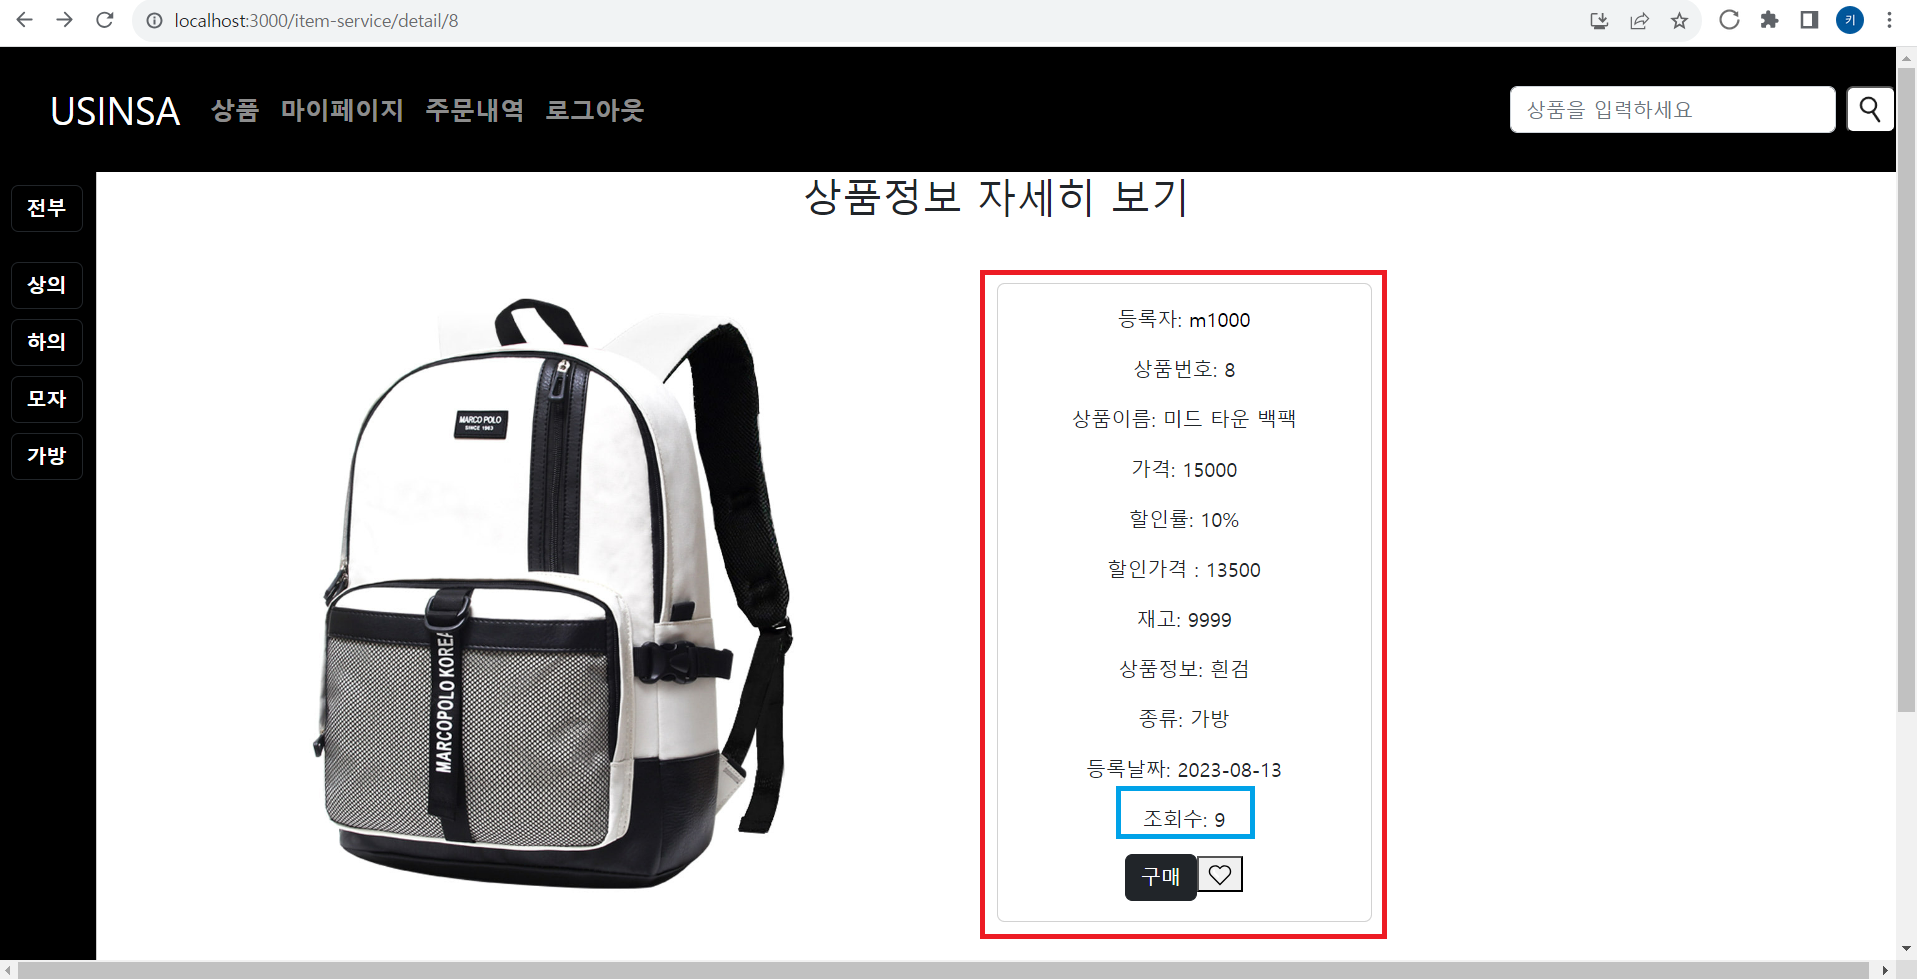 localhost:3000/item-service/detail/8
키
USINSA 상품 마이페이지 주문내역 로그아웃
상품을 입력하세요
전부
상의
하의
모자
가방
상품정보 자세히 보기
MARCO POLO
SINCE 1963
MARCOPOLO KOREA
등록자: m1000
상품번호: 8
상품이름: 미드 타운 백팩
가격: 15000
할인률: 10%
할인가격 : 13500
재고: 9999
상품정보: 흰검
종류: 가방
등록날짜: 2023-08-13
조회수: 9
구매